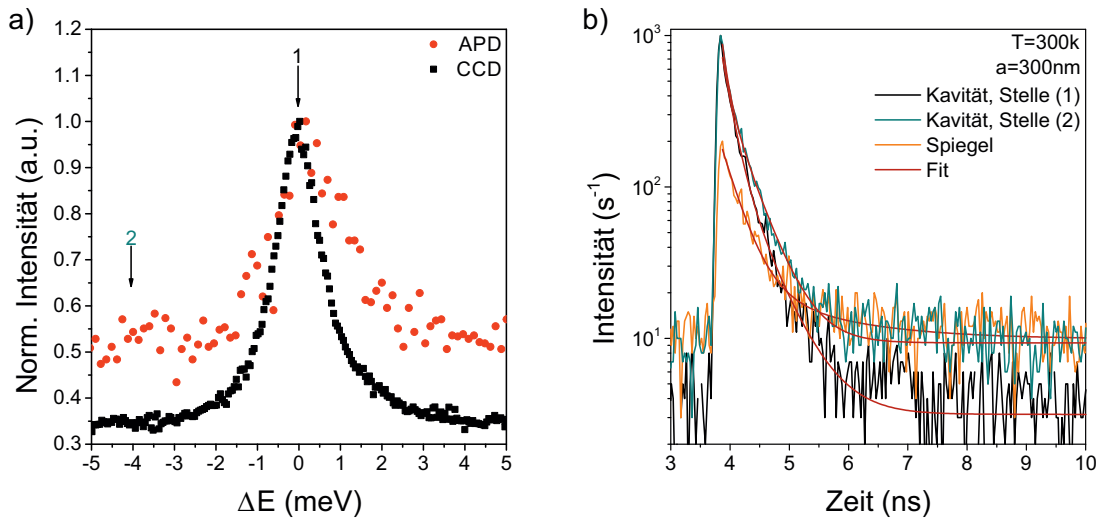 a)
1.2
1.1
1.0
0.9
0.8
0.7
0.6
0.5
0.4
0.3
Norm. Intensität (a.u.)
-5 -4 -3 -2 -1 0 1 2 3 4 5
ΔE (meV)
1
2
APD
CCD
b)
10³
10²
10¹
Intensität (s⁻¹)
3 4 5 6 7 8 9 10
Zeit (ns)
T=300k
a=300nm
Kavität, Stelle (1)
Kavität, Stelle (2)
Spiegel
Fit